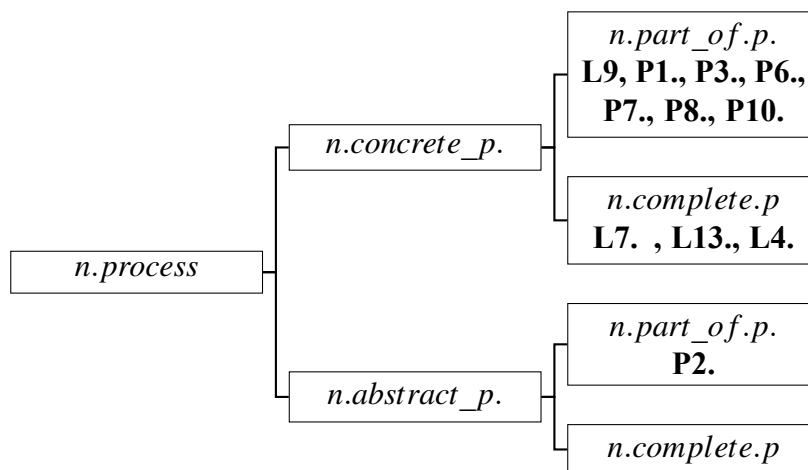 n.part_of.p.
L9, P1., P3., P6.,
P7., P8., P10.
n.concrete_p.
n.complete.p
L7. , L13., L4.
n.process
n.part_of.p.
P2.
n.abstract_p.
n.complete.p